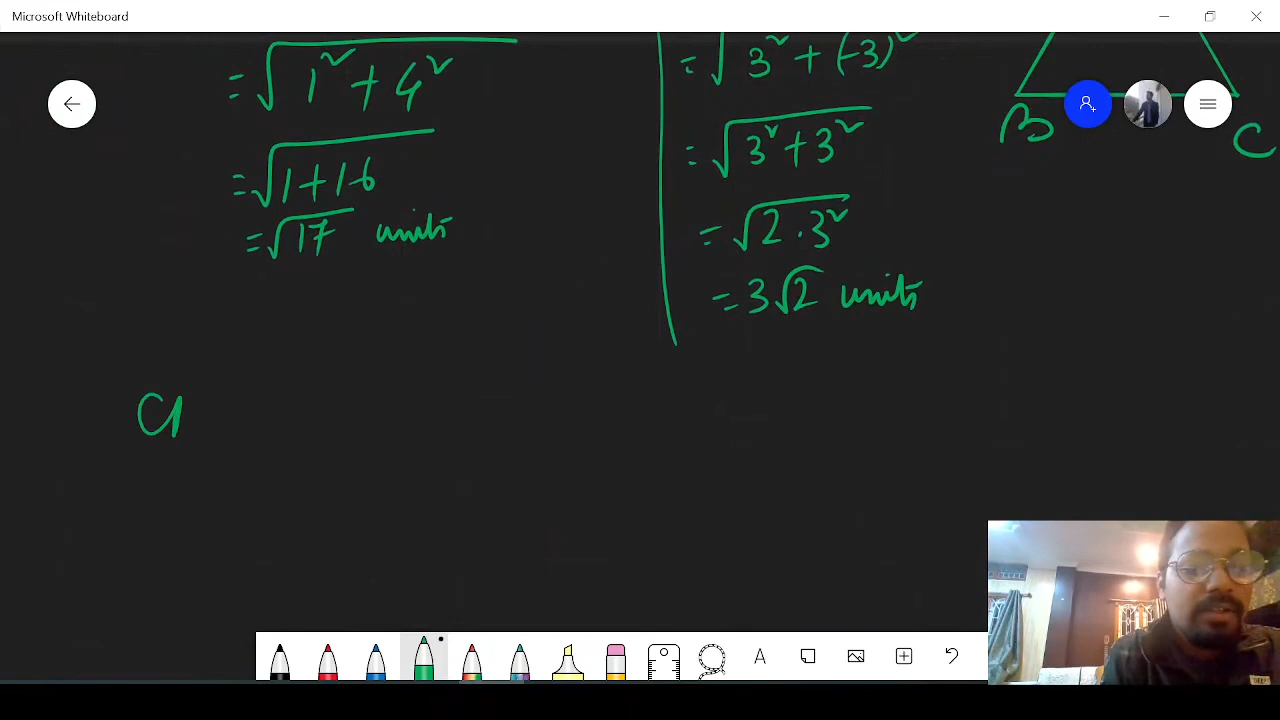 Microsoft Whiteboard
= √1² + 4²
= √1 + 16
= √17 units
= √3² + (-3)²
= √3² + 3²
= √2 . 3²
= 3√2 units
B C
A